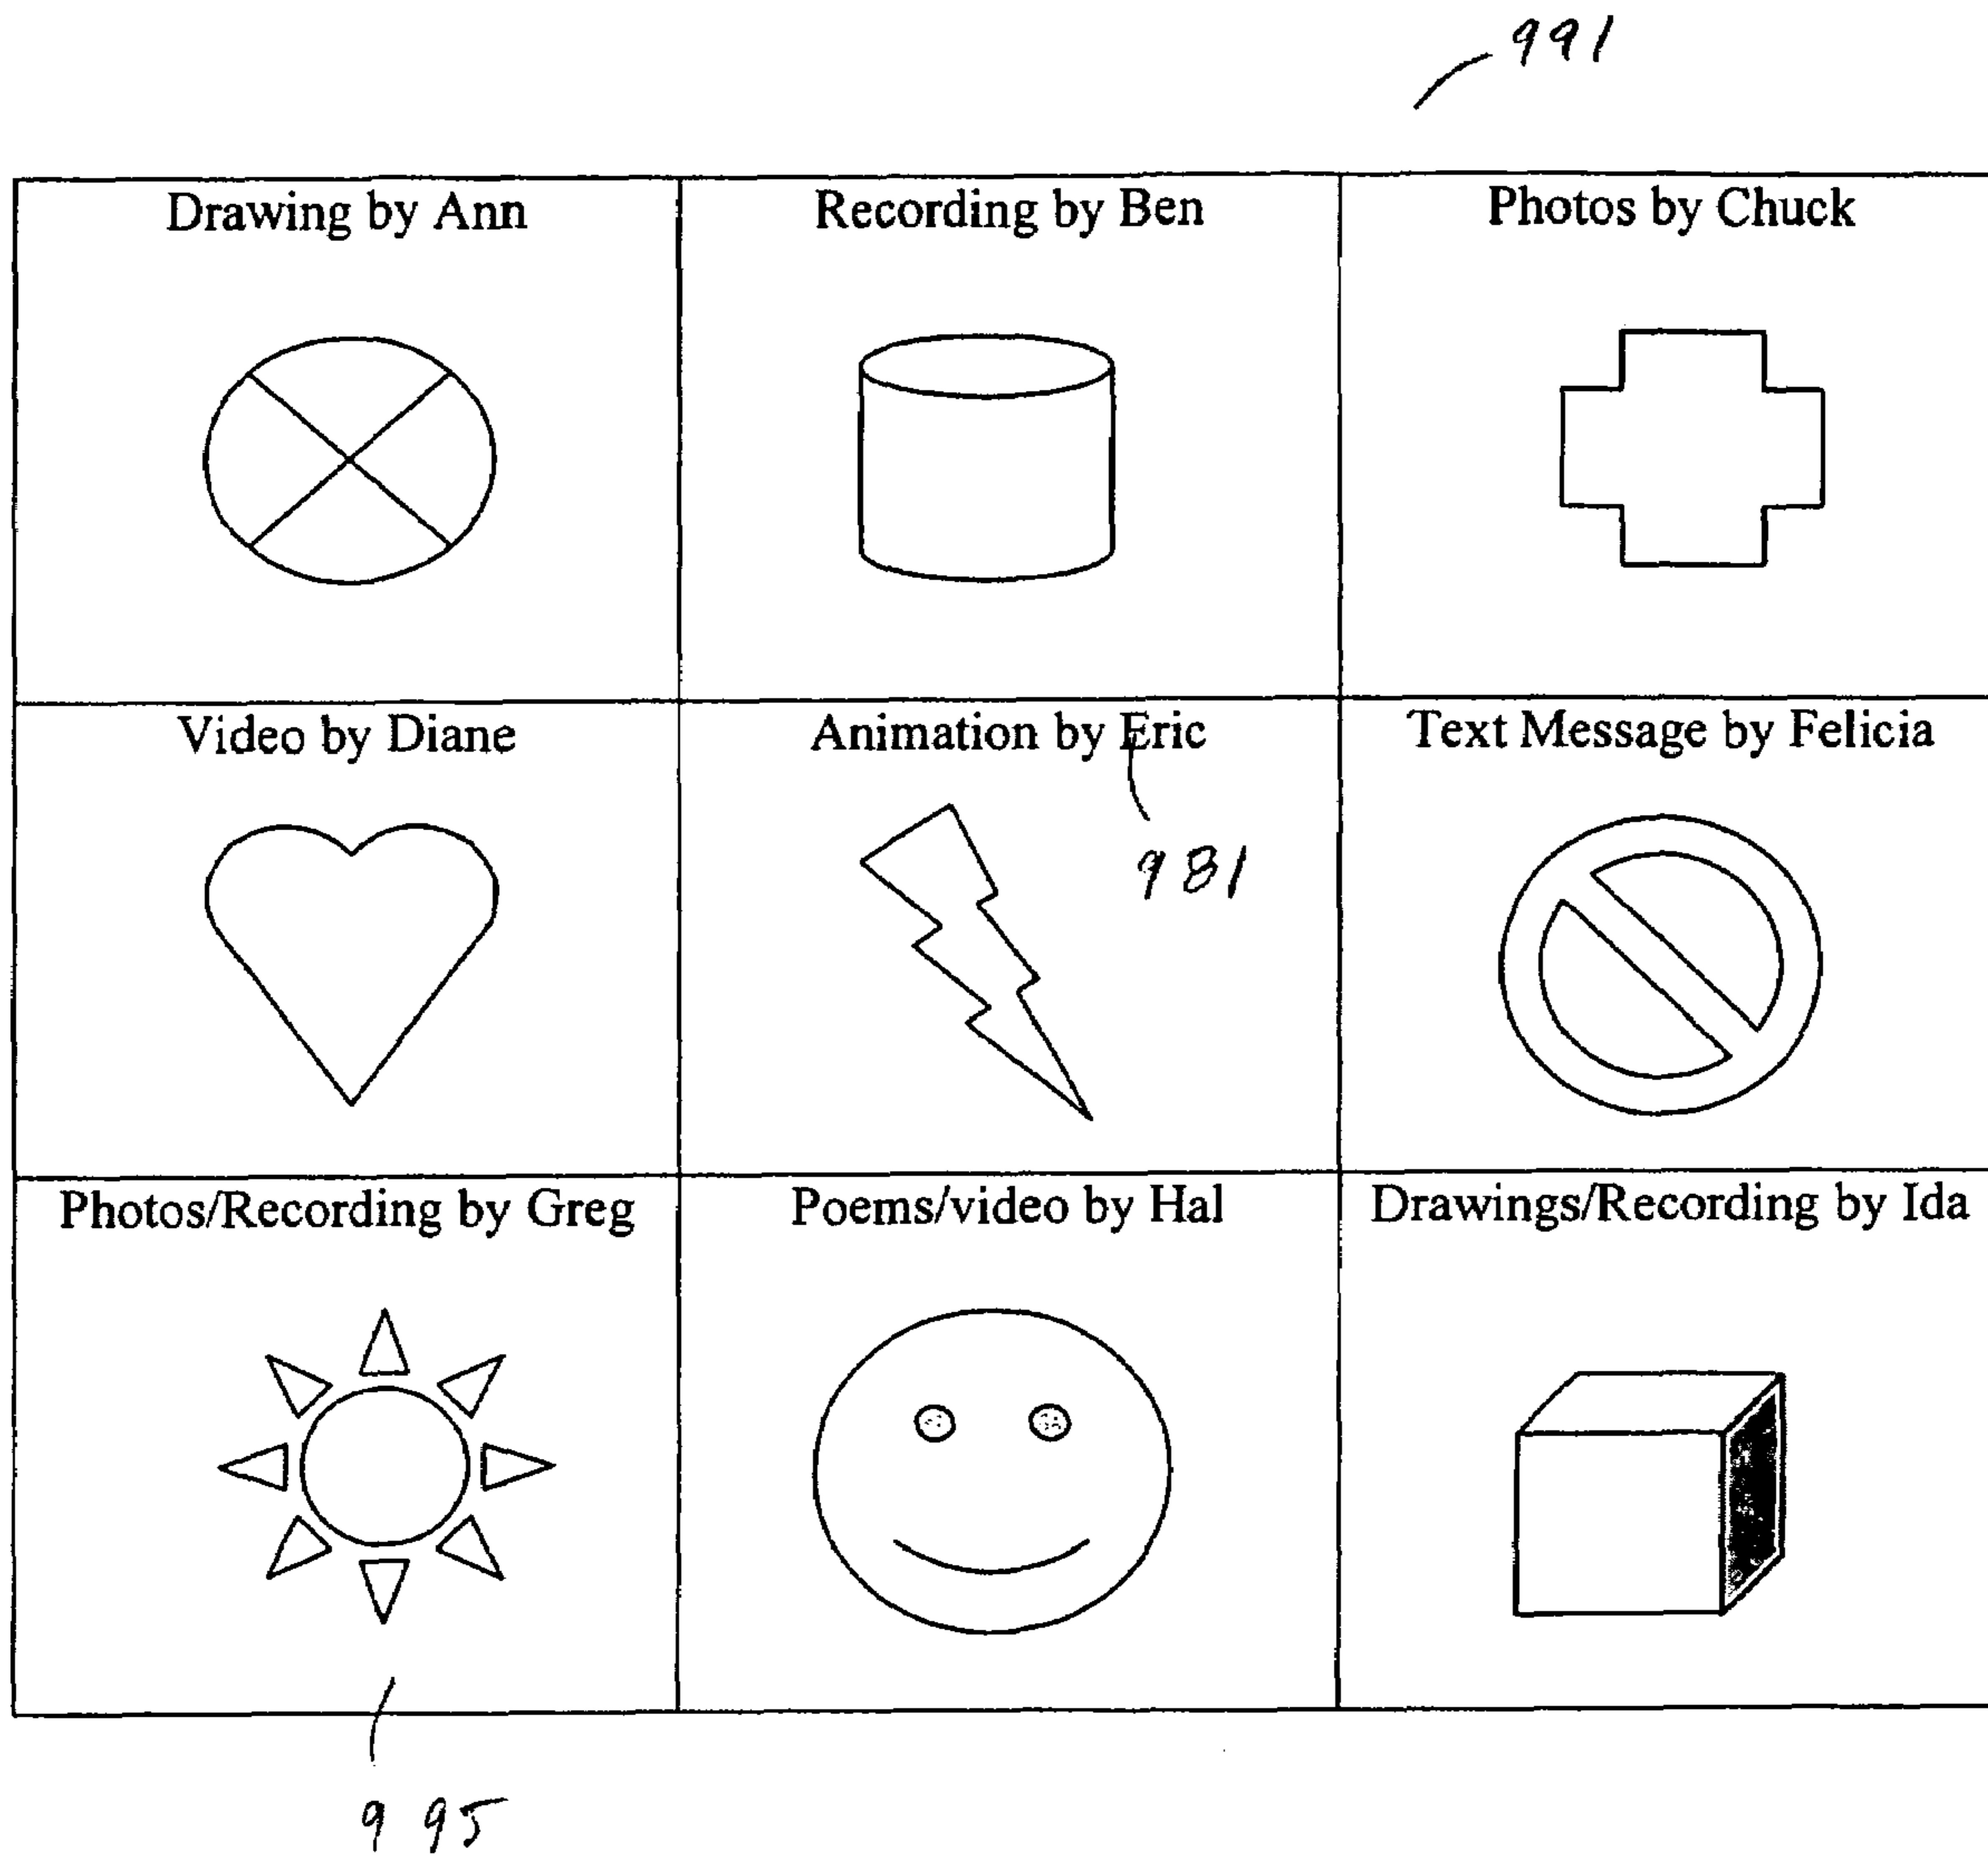 991
Drawing by Ann
Recording by Ben
Photos by Chuck
Video by Diane
Animation by Eric
Text Message by Felicia
981
Photos/Recording by Greg
Poems/video by Hal
Drawings/Recording by Ida
995